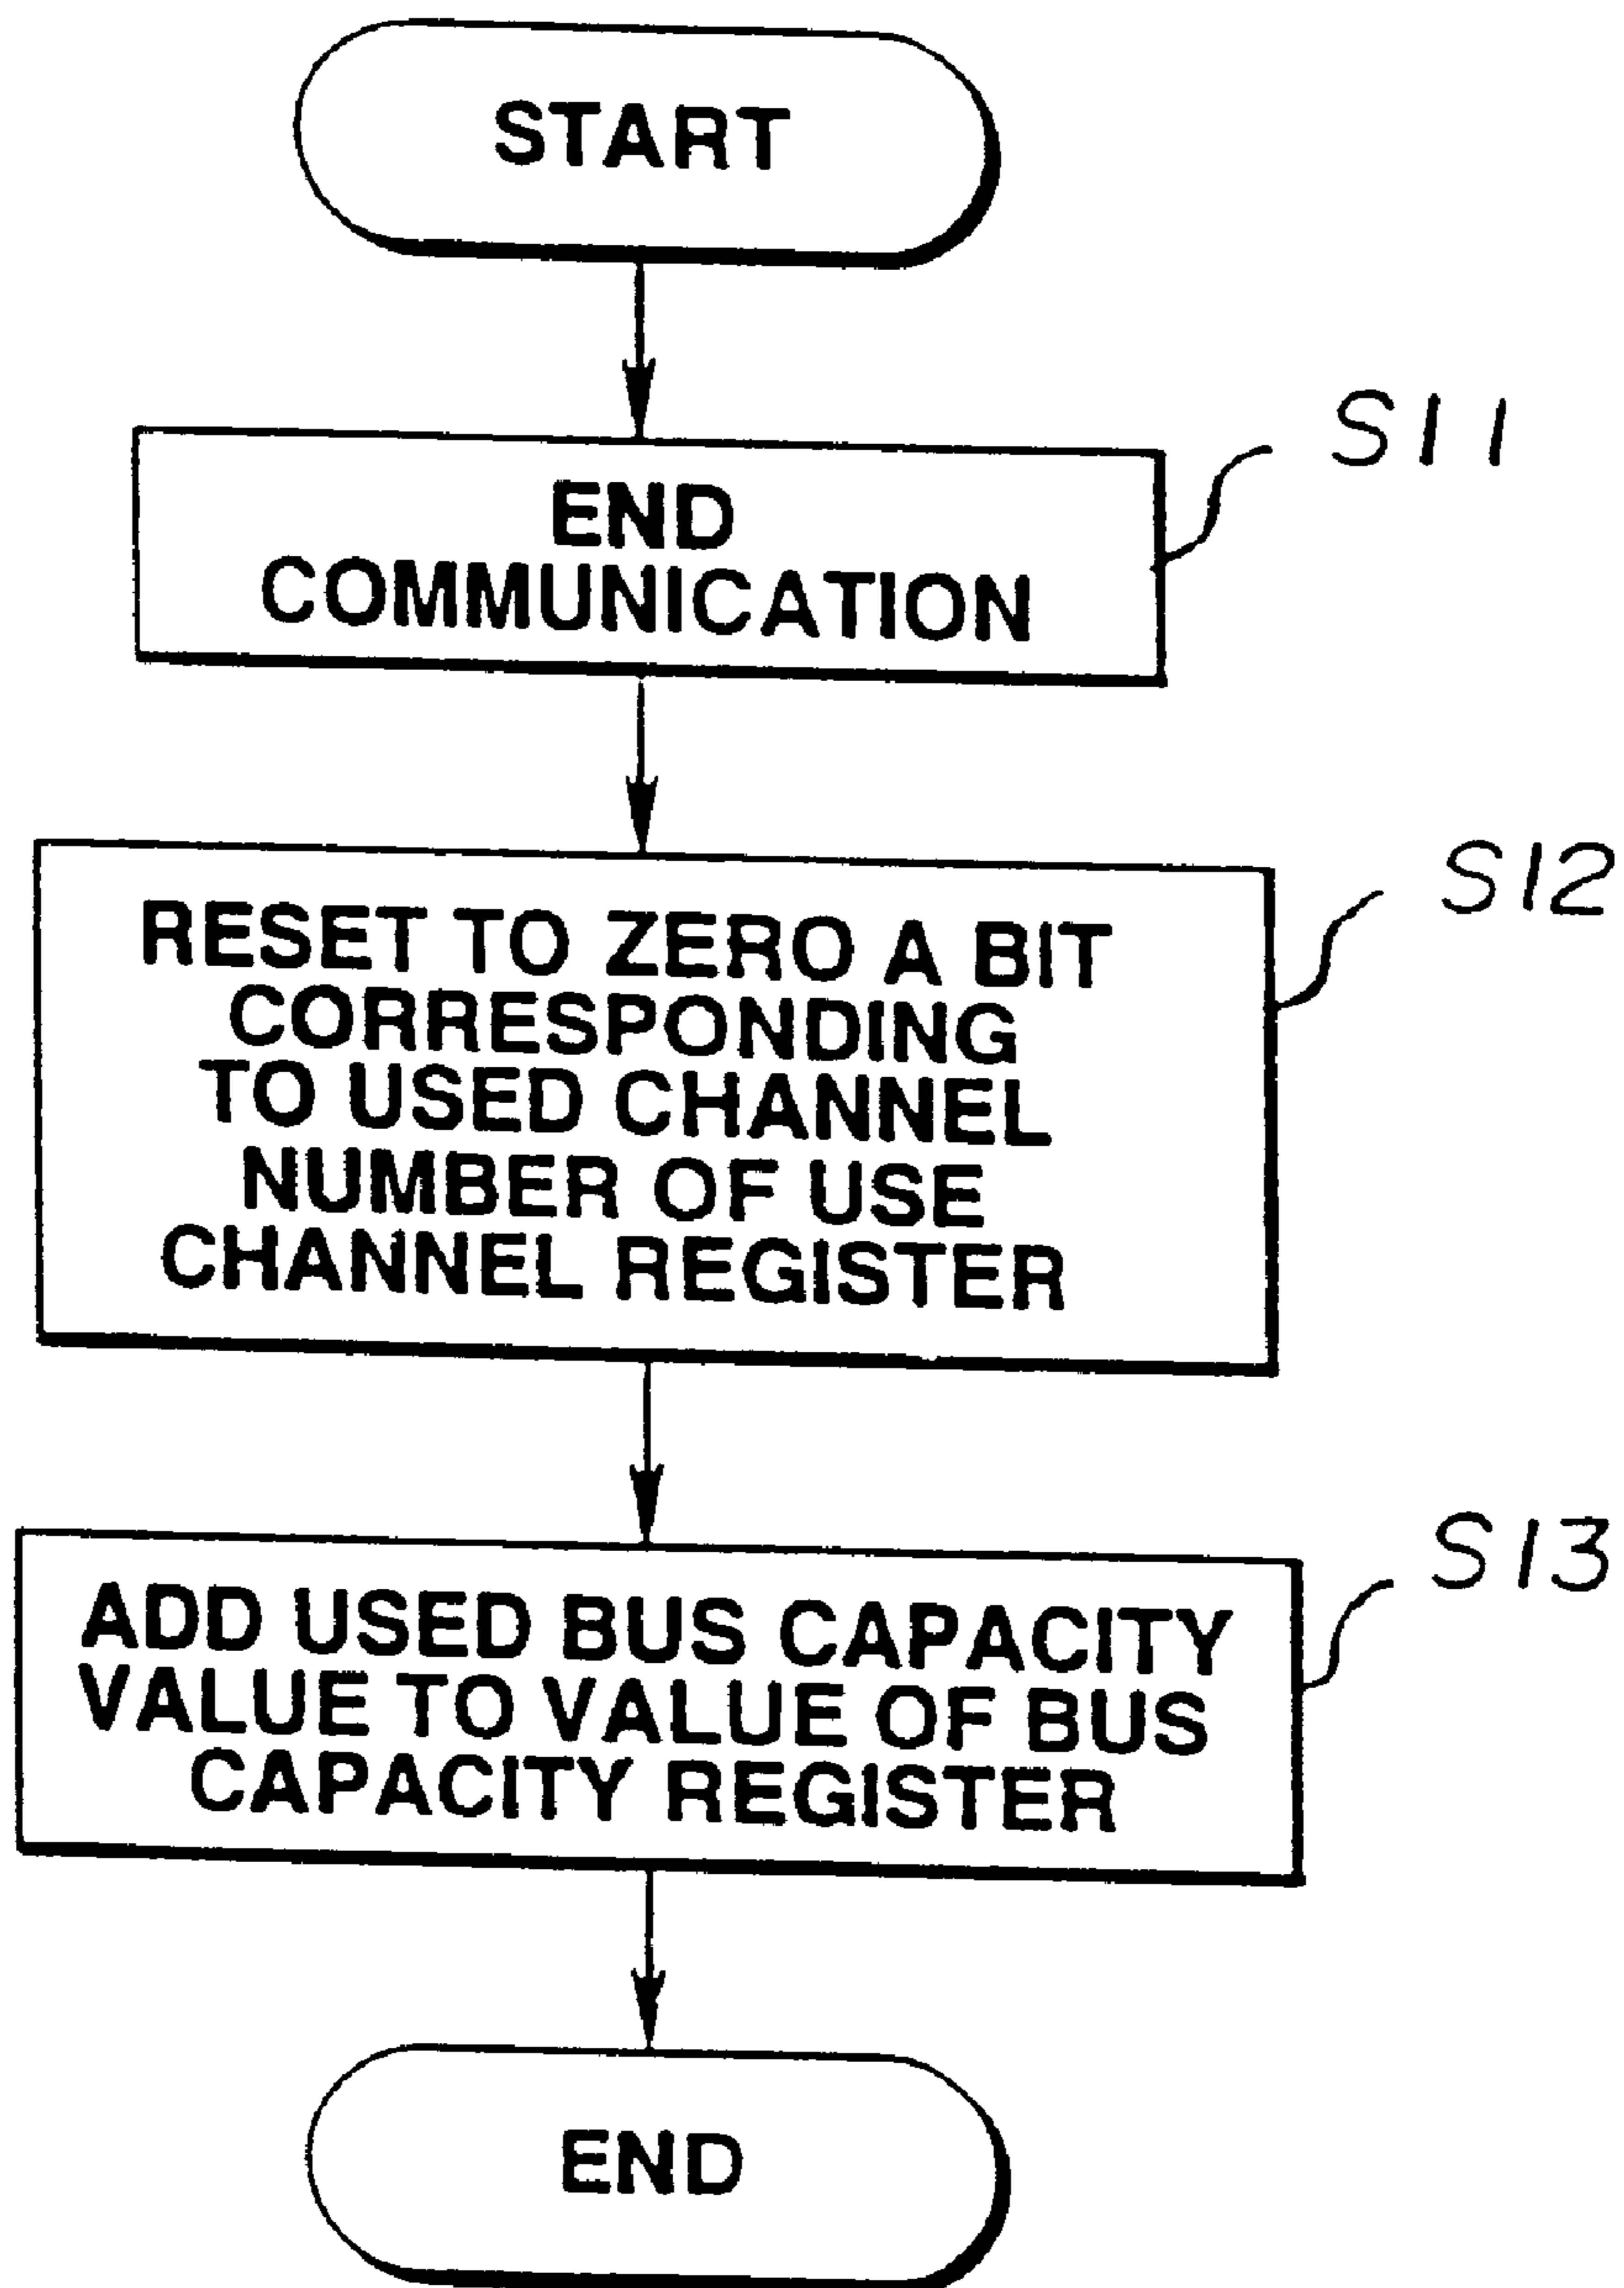 START
S11
END
COMMUNICATION
S12
RESET TO ZERO A BIT
CORRESPONDING
TO USED CHANNEL
NUMBER OF USE
CHANNEL REGISTER
S13
ADD USED BUS CAPACITY
VALUE TO VALUE OF BUS
CAPACITY REGISTER
END